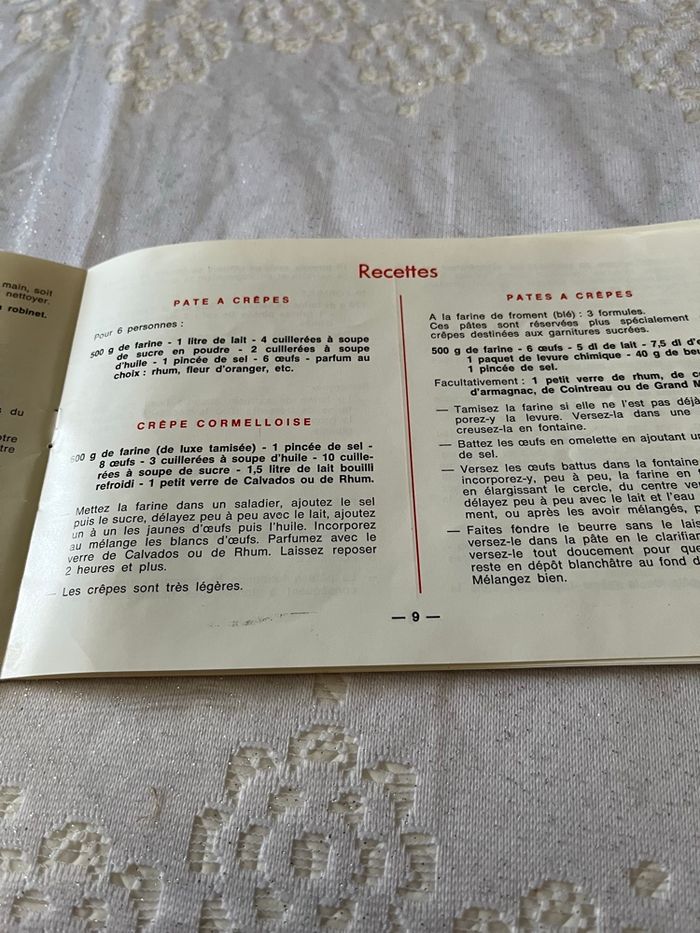 main, soit
nettoyer.
robinet.
du
Recettes
PATE A CRÊPES
Pour 6 personnes :
500 g de farine - 1 litre de lait - 4 cuillerées à soupe
de sucre en poudre - 2 cuillerées à soupe
d'huile - 1 pincée de sel - 6 œufs - parfum au
choix : rhum, fleur d'oranger, etc.
CRÊPE CORMELLOISE
500 g de farine (de luxe tamisée) - 1 pincée de sel -
8 œufs - 3 cuillerées à soupe d'huile - 10 cuille-
rées à soupe de sucre - 1,5 litre de lait bouilli
refroidi - 1 petit verre de Calvados ou de Rhum.
Mettez la farine dans un saladier, ajoutez le sel
puis le sucre, délayez peu à peu avec le lait, ajoutez
un à un les jaunes d'œufs puis l'huile. Incorporez
au mélange les blancs d'œufs. Parfumez avec le
verre de Calvados ou de Rhum. Laissez reposer
2 heures et plus.
— Les crêpes sont très légères.
PATES A CRÊPES
A la farine de froment (blé) : 3 formules.
Ces pâtes sont réservées plus spécialement
crêpes destinées aux garnitures sucrées.
500 g de farine - 6 œufs - 5 dl de lait - 7,5 dl d'e
1 paquet de levure chimique - 40 g de beu
1 pincée de sel.
Facultativement : 1 petit verre de rhum, de co
d'armagnac, de Cointreau ou de Grand M
— Tamisez la farine si elle ne l'est pas déjà
porez-y la levure. Versez-la dans une
creusez-la en fontaine.
— Battez les œufs en omelette en ajoutant un
de sel.
— Versez les œufs battus dans la fontaine
incorporez-y, peu à peu, la farine en
en élargissant le cercle, du centre ver
délayez peu à peu avec le lait et l'eau
ment, ou après les avoir mélangés, p
— Faites fondre le beurre sans le lais
versez-le dans la pâte en le clarifian
versez-le tout doucement pour que
reste en dépôt blanchâtre au fond d
Mélangez bien.
— 9 —